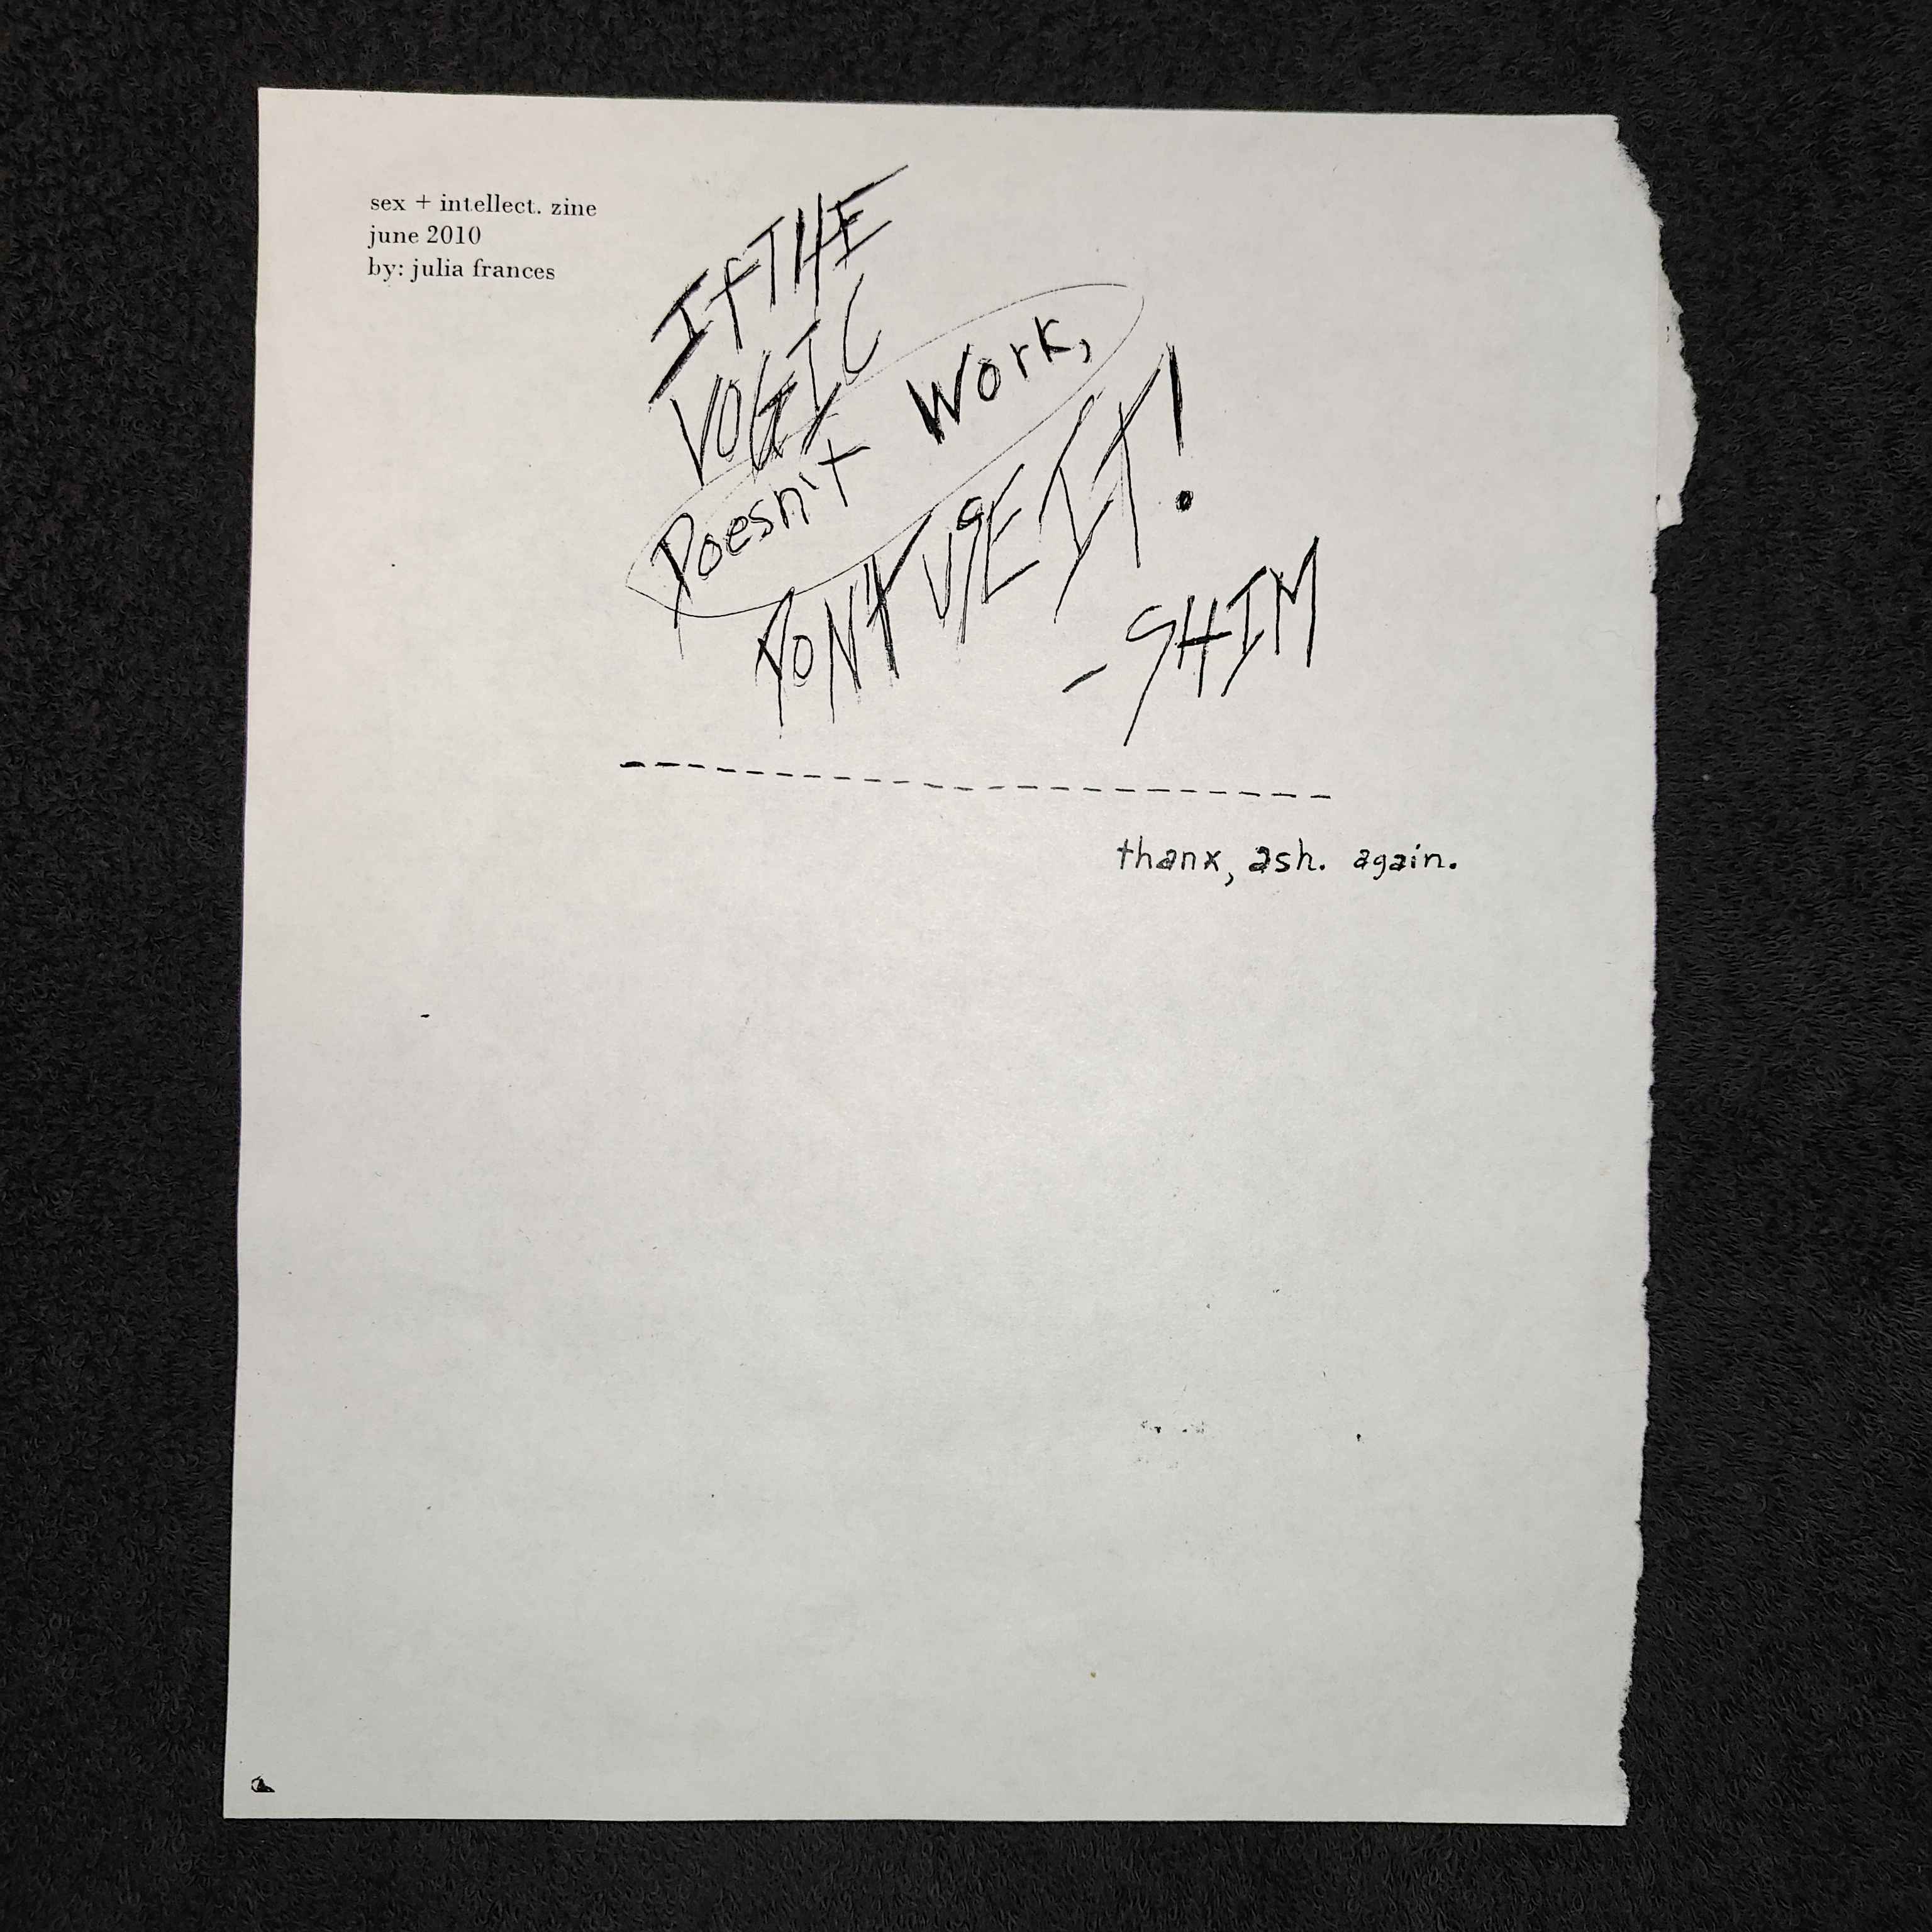 sex + intellect. zine
june 2010
by: julia frances
If THE
VOGIC
Doesn't Work,
DONT USE IT!
-SHIM
thanx, ash. again.